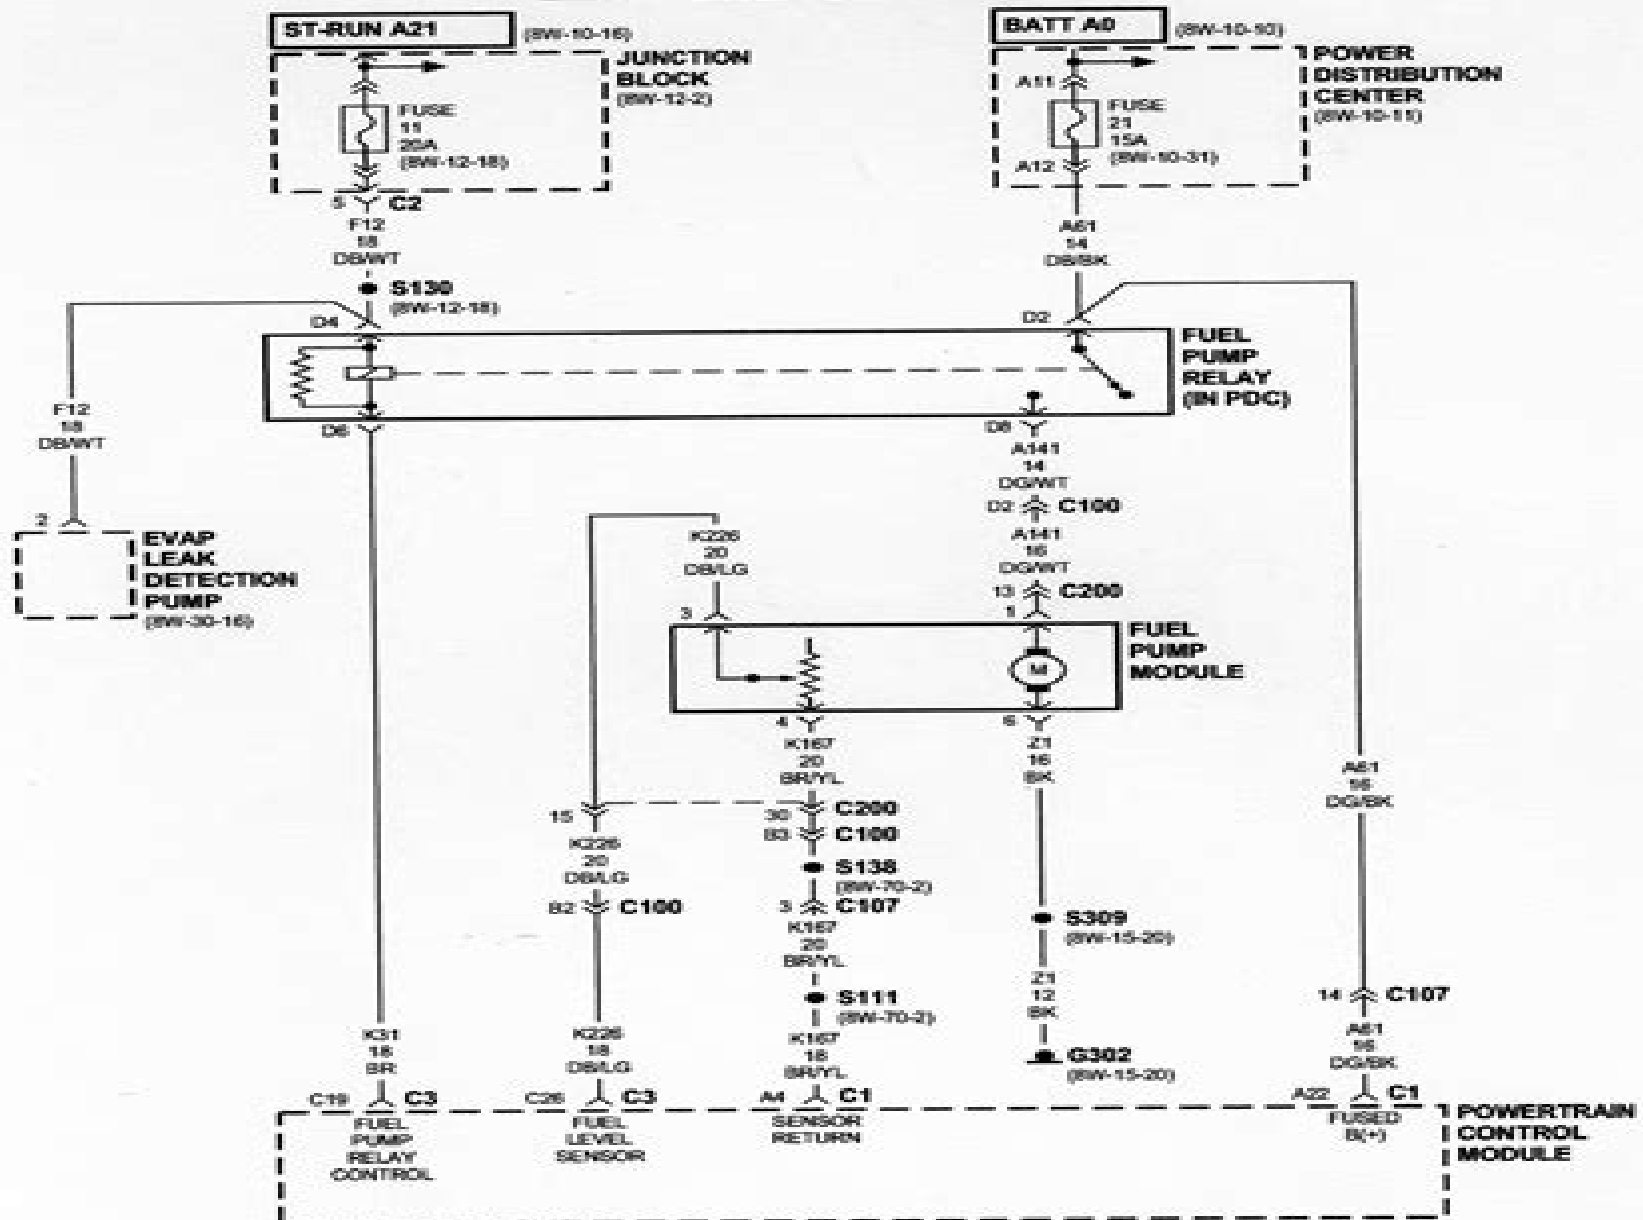 ST-RUN A21
(8W-10-16)
BATT A0
(8W-10-10)
JUNCTION
BLOCK
(8W-12-2)
POWER
DISTRIBUTION
CENTER
(8W-10-11)
FUSE
11
20A
(8W-12-18)
A11
FUSE
21
15A
(8W-10-31)
A12
5
C2
F12
18
DB/WT
A61
14
DB/BK
S130
(8W-12-18)
D4
D2
FUEL
PUMP
RELAY
(IN PDC)
F12
18
DB/WT
D6
D8
A141
14
DG/WT
D2
C100
A141
16
DG/WT
13
C200
2
EVAP
LEAK
DETECTION
PUMP
(8W-30-16)
K226
20
DB/LG
3
1
FUEL
PUMP
MODULE
M
4
6
K167
20
BR/YL
Z1
16
BK
A61
16
DG/BK
15
30
C200
B3
C100
K226
20
DB/LG
S138
(8W-70-2)
B2
C100
3
C107
K167
20
BR/YL
S309
(8W-15-20)
S111
(8W-70-2)
Z1
12
BK
14
C107
K31
18
BR
K226
18
DB/LG
K167
18
BR/YL
G302
(8W-15-20)
A61
16
DG/BK
C19
C3
C26
C3
A4
C1
A22
C1
FUEL
PUMP
RELAY
CONTROL
FUEL
LEVEL
SENSOR
SENSOR
RETURN
FUSED
B(+)
POWERTRAIN
CONTROL
MODULE